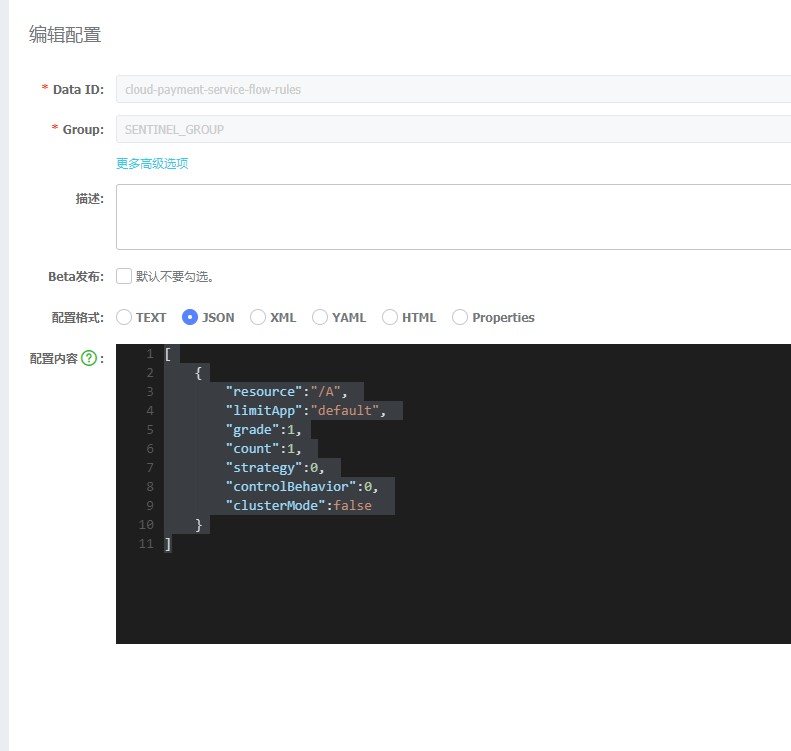 编辑配置
* Data ID: cloud-payment-service-flow-rules
* Group: SENTINEL_GROUP
更多高级选项
描述:
Beta发布: 默认不要勾选。
配置格式: TEXT JSON XML YAML HTML Properties
配置内容 ? :
1 [
2 {
3 "resource":"/A",
4 "limitApp":"default",
5 "grade":1,
6 "count":1,
7 "strategy":0,
8 "controlBehavior":0,
9 "clusterMode":false
10 }
11 ]